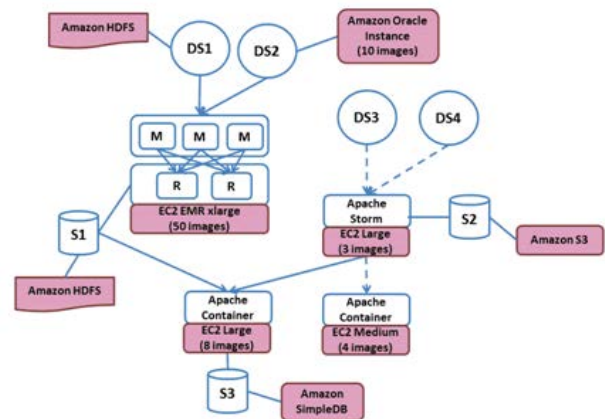 Amazon HDFS
DS1
DS2
Amazon Oracle
Instance
(10 images)
M
M
M
R
R
EC2 EMR xlarge
(50 images)
DS3
DS4
Apache
Storm
EC2 Large
(3 images)
S2
Amazon S3
S1
Amazon HDFS
Apache
Container
EC2 Large
(8 images)
Apache
Container
EC2 Medium
(4 images)
S3
Amazon
SimpleDB